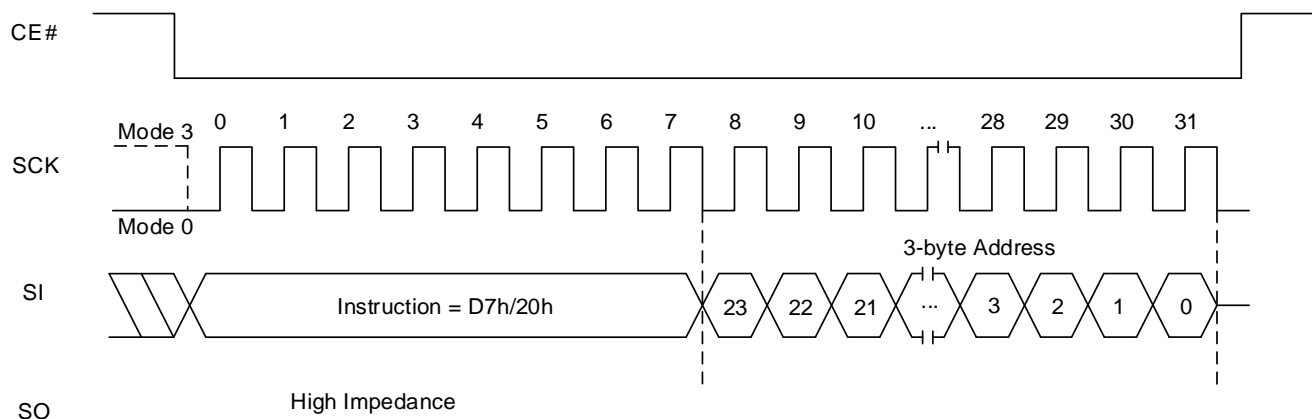 CE#
0 1 2 3 4 5 6 7 8 9 10 ... 28 29 30 31
Mode 3
SCK
Mode 0
3-byte Address
SI
Instruction = D7h/20h 23 22 21 ... 3 2 1 0
High Impedance
SO